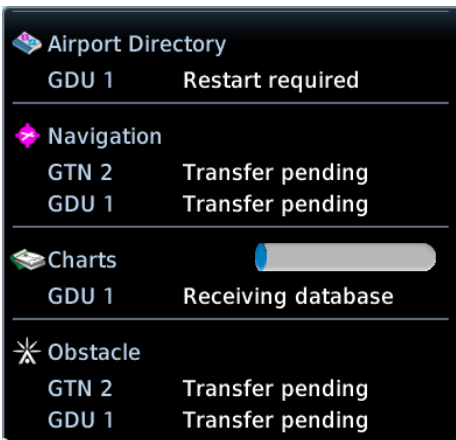 Airport Directory
GDU 1 Restart required
Navigation
GTN 2 Transfer pending
GDU 1 Transfer pending
Charts
GDU 1 Receiving database
Obstacle
GTN 2 Transfer pending
GDU 1 Transfer pending